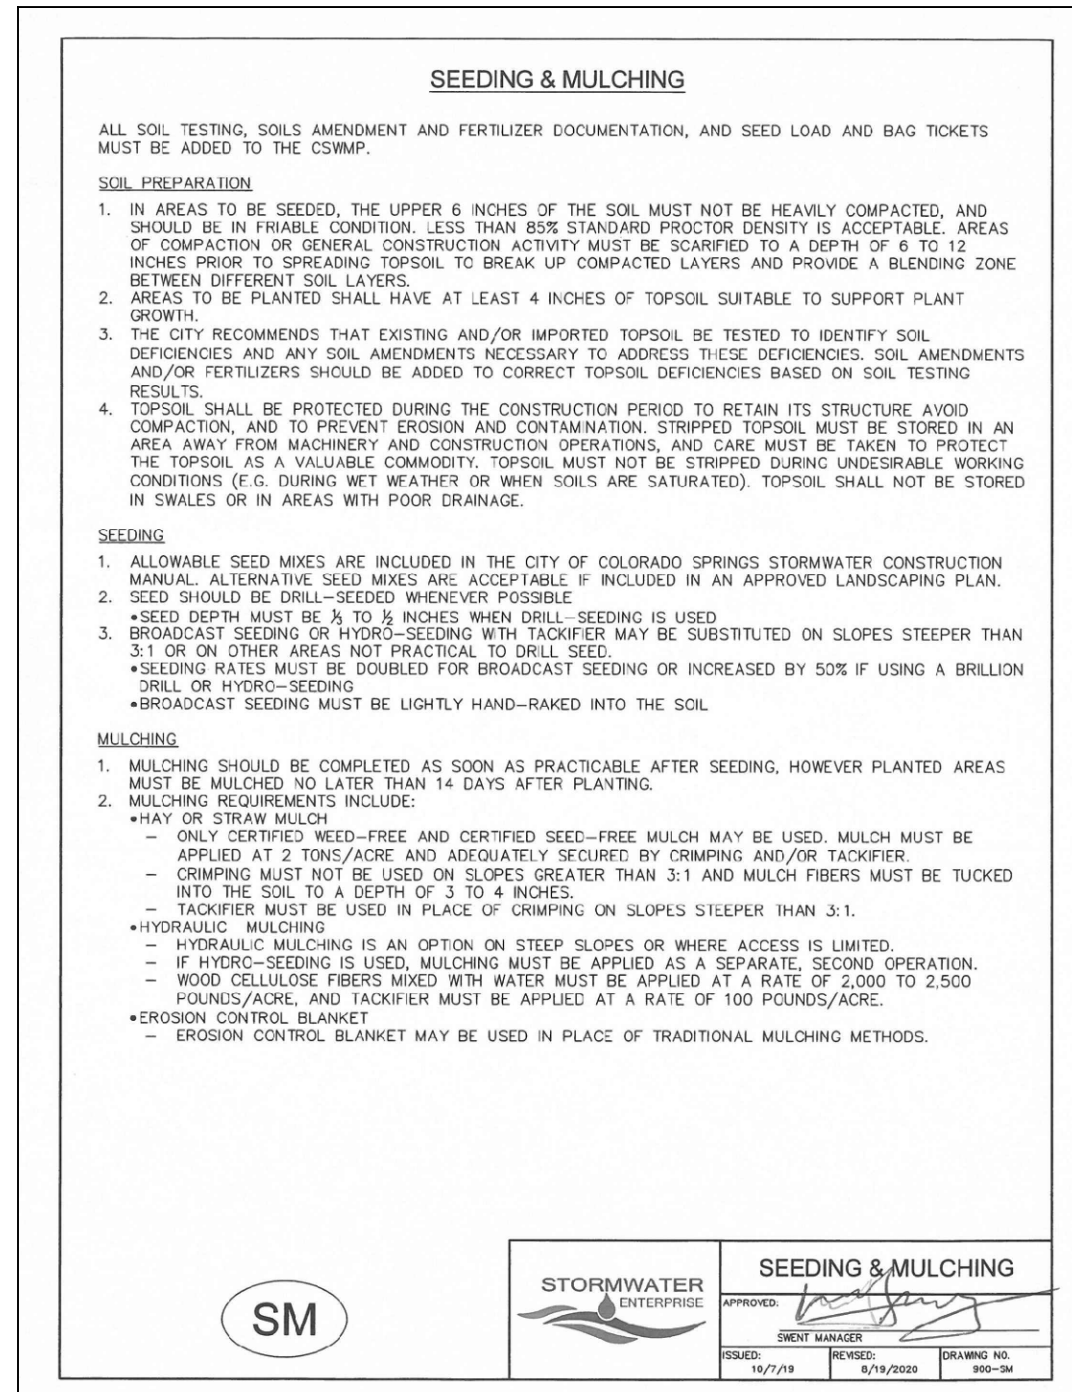 SEEDING & MULCHING
ALL SOIL TESTING, SOILS AMENDMENT AND FERTILIZER DOCUMENTATION, AND SEED LOAD AND BAG TICKETS
MUST BE ADDED TO THE CSWMP.
SOIL PREPARATION
1. IN AREAS TO BE SEEDED, THE UPPER 6 INCHES OF THE SOIL MUST NOT BE HEAVILY COMPACTED, AND
SHOULD BE IN FRIABLE CONDITION. LESS THAN 85% STANDARD PROCTOR DENSITY IS ACCEPTABLE. AREAS
OF COMPACTION OR GENERAL CONSTRUCTION ACTIVITY MUST BE SCARIFIED TO A DEPTH OF 6 TO 12
INCHES PRIOR TO SPREADING TOPSOIL TO BREAK UP COMPACTED LAYERS AND PROVIDE A BLENDING ZONE
BETWEEN DIFFERENT SOIL LAYERS.
2. AREAS TO BE PLANTED SHALL HAVE AT LEAST 4 INCHES OF TOPSOIL SUITABLE TO SUPPORT PLANT
GROWTH.
3. THE CITY RECOMMENDS THAT EXISTING AND/OR IMPORTED TOPSOIL BE TESTED TO IDENTIFY SOIL
DEFICIENCIES AND ANY SOIL AMENDMENTS NECESSARY TO ADDRESS THESE DEFICIENCIES. SOIL AMENDMENTS
AND/OR FERTILIZERS SHOULD BE ADDED TO CORRECT TOPSOIL DEFICIENCIES BASED ON SOIL TESTING
RESULTS.
4. TOPSOIL SHALL BE PROTECTED DURING THE CONSTRUCTION PERIOD TO RETAIN ITS STRUCTURE AVOID
COMPACTION, AND TO PREVENT EROSION AND CONTAMINATION. STRIPPED TOPSOIL MUST BE STORED IN AN
AREA AWAY FROM MACHINERY AND CONSTRUCTION OPERATIONS, AND CARE MUST BE TAKEN TO PROTECT
THE TOPSOIL AS A VALUABLE COMMODITY. TOPSOIL MUST NOT BE STRIPPED DURING UNDESIRABLE WORKING
CONDITIONS (E.G. DURING WET WEATHER OR WHEN SOILS ARE SATURATED). TOPSOIL SHALL NOT BE STORED
IN SWALES OR IN AREAS WITH POOR DRAINAGE.
SEEDING
1. ALLOWABLE SEED MIXES ARE INCLUDED IN THE CITY OF COLORADO SPRINGS STORMWATER CONSTRUCTION
MANUAL. ALTERNATIVE SEED MIXES ARE ACCEPTABLE IF INCLUDED IN AN APPROVED LANDSCAPING PLAN.
2. SEED SHOULD BE DRILL-SEEDED WHENEVER POSSIBLE
•SEED DEPTH MUST BE ⅓ TO ½ INCHES WHEN DRILL-SEEDING IS USED
3. BROADCAST SEEDING OR HYDRO-SEEDING WITH TACKIFIER MAY BE SUBSTITUTED ON SLOPES STEEPER THAN
3:1 OR ON OTHER AREAS NOT PRACTICAL TO DRILL SEED.
•SEEDING RATES MUST BE DOUBLED FOR BROADCAST SEEDING OR INCREASED BY 50% IF USING A BRILLION
DRILL OR HYDRO-SEEDING
•BROADCAST SEEDING MUST BE LIGHTLY HAND-RAKED INTO THE SOIL
MULCHING
1. MULCHING SHOULD BE COMPLETED AS SOON AS PRACTICABLE AFTER SEEDING, HOWEVER PLANTED AREAS
MUST BE MULCHED NO LATER THAN 14 DAYS AFTER PLANTING.
2. MULCHING REQUIREMENTS INCLUDE:
•HAY OR STRAW MULCH
– ONLY CERTIFIED WEED-FREE AND CERTIFIED SEED-FREE MULCH MAY BE USED. MULCH MUST BE
APPLIED AT 2 TONS/ACRE AND ADEQUATELY SECURED BY CRIMPING AND/OR TACKIFIER.
– CRIMPING MUST NOT BE USED ON SLOPES GREATER THAN 3:1 AND MULCH FIBERS MUST BE TUCKED
INTO THE SOIL TO A DEPTH OF 3 TO 4 INCHES.
– TACKIFIER MUST BE USED IN PLACE OF CRIMPING ON SLOPES STEEPER THAN 3:1.
•HYDRAULIC MULCHING
– HYDRAULIC MULCHING IS AN OPTION ON STEEP SLOPES OR WHERE ACCESS IS LIMITED.
– IF HYDRO-SEEDING IS USED, MULCHING MUST BE APPLIED AS A SEPARATE, SECOND OPERATION.
– WOOD CELLULOSE FIBERS MIXED WITH WATER MUST BE APPLIED AT A RATE OF 2,000 TO 2,500
POUNDS/ACRE, AND TACKIFIER MUST BE APPLIED AT A RATE OF 100 POUNDS/ACRE.
•EROSION CONTROL BLANKET
– EROSION CONTROL BLANKET MAY BE USED IN PLACE OF TRADITIONAL MULCHING METHODS.
SM
STORMWATER
ENTERPRISE
SEEDING & MULCHING
APPROVED:
SWENT MANAGER
ISSUED: REVISED: DRAWING NO.
10/7/19 8/19/2020 900-SM